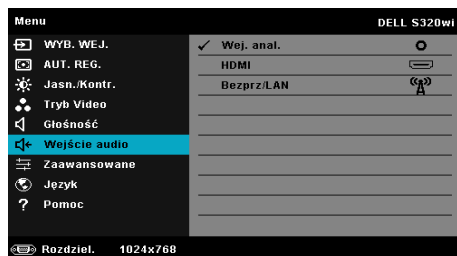 Menu DELL S320wi
WYB. WEJ.
AUT. REG.
Jasn./Kontr.
Tryb Video
Głośność
Wejście audio
Zaawansowane
Język
? Pomoc
✓ Wej. anal.
HDMI
Bezprz/LAN
Rozdziel. 1024x768